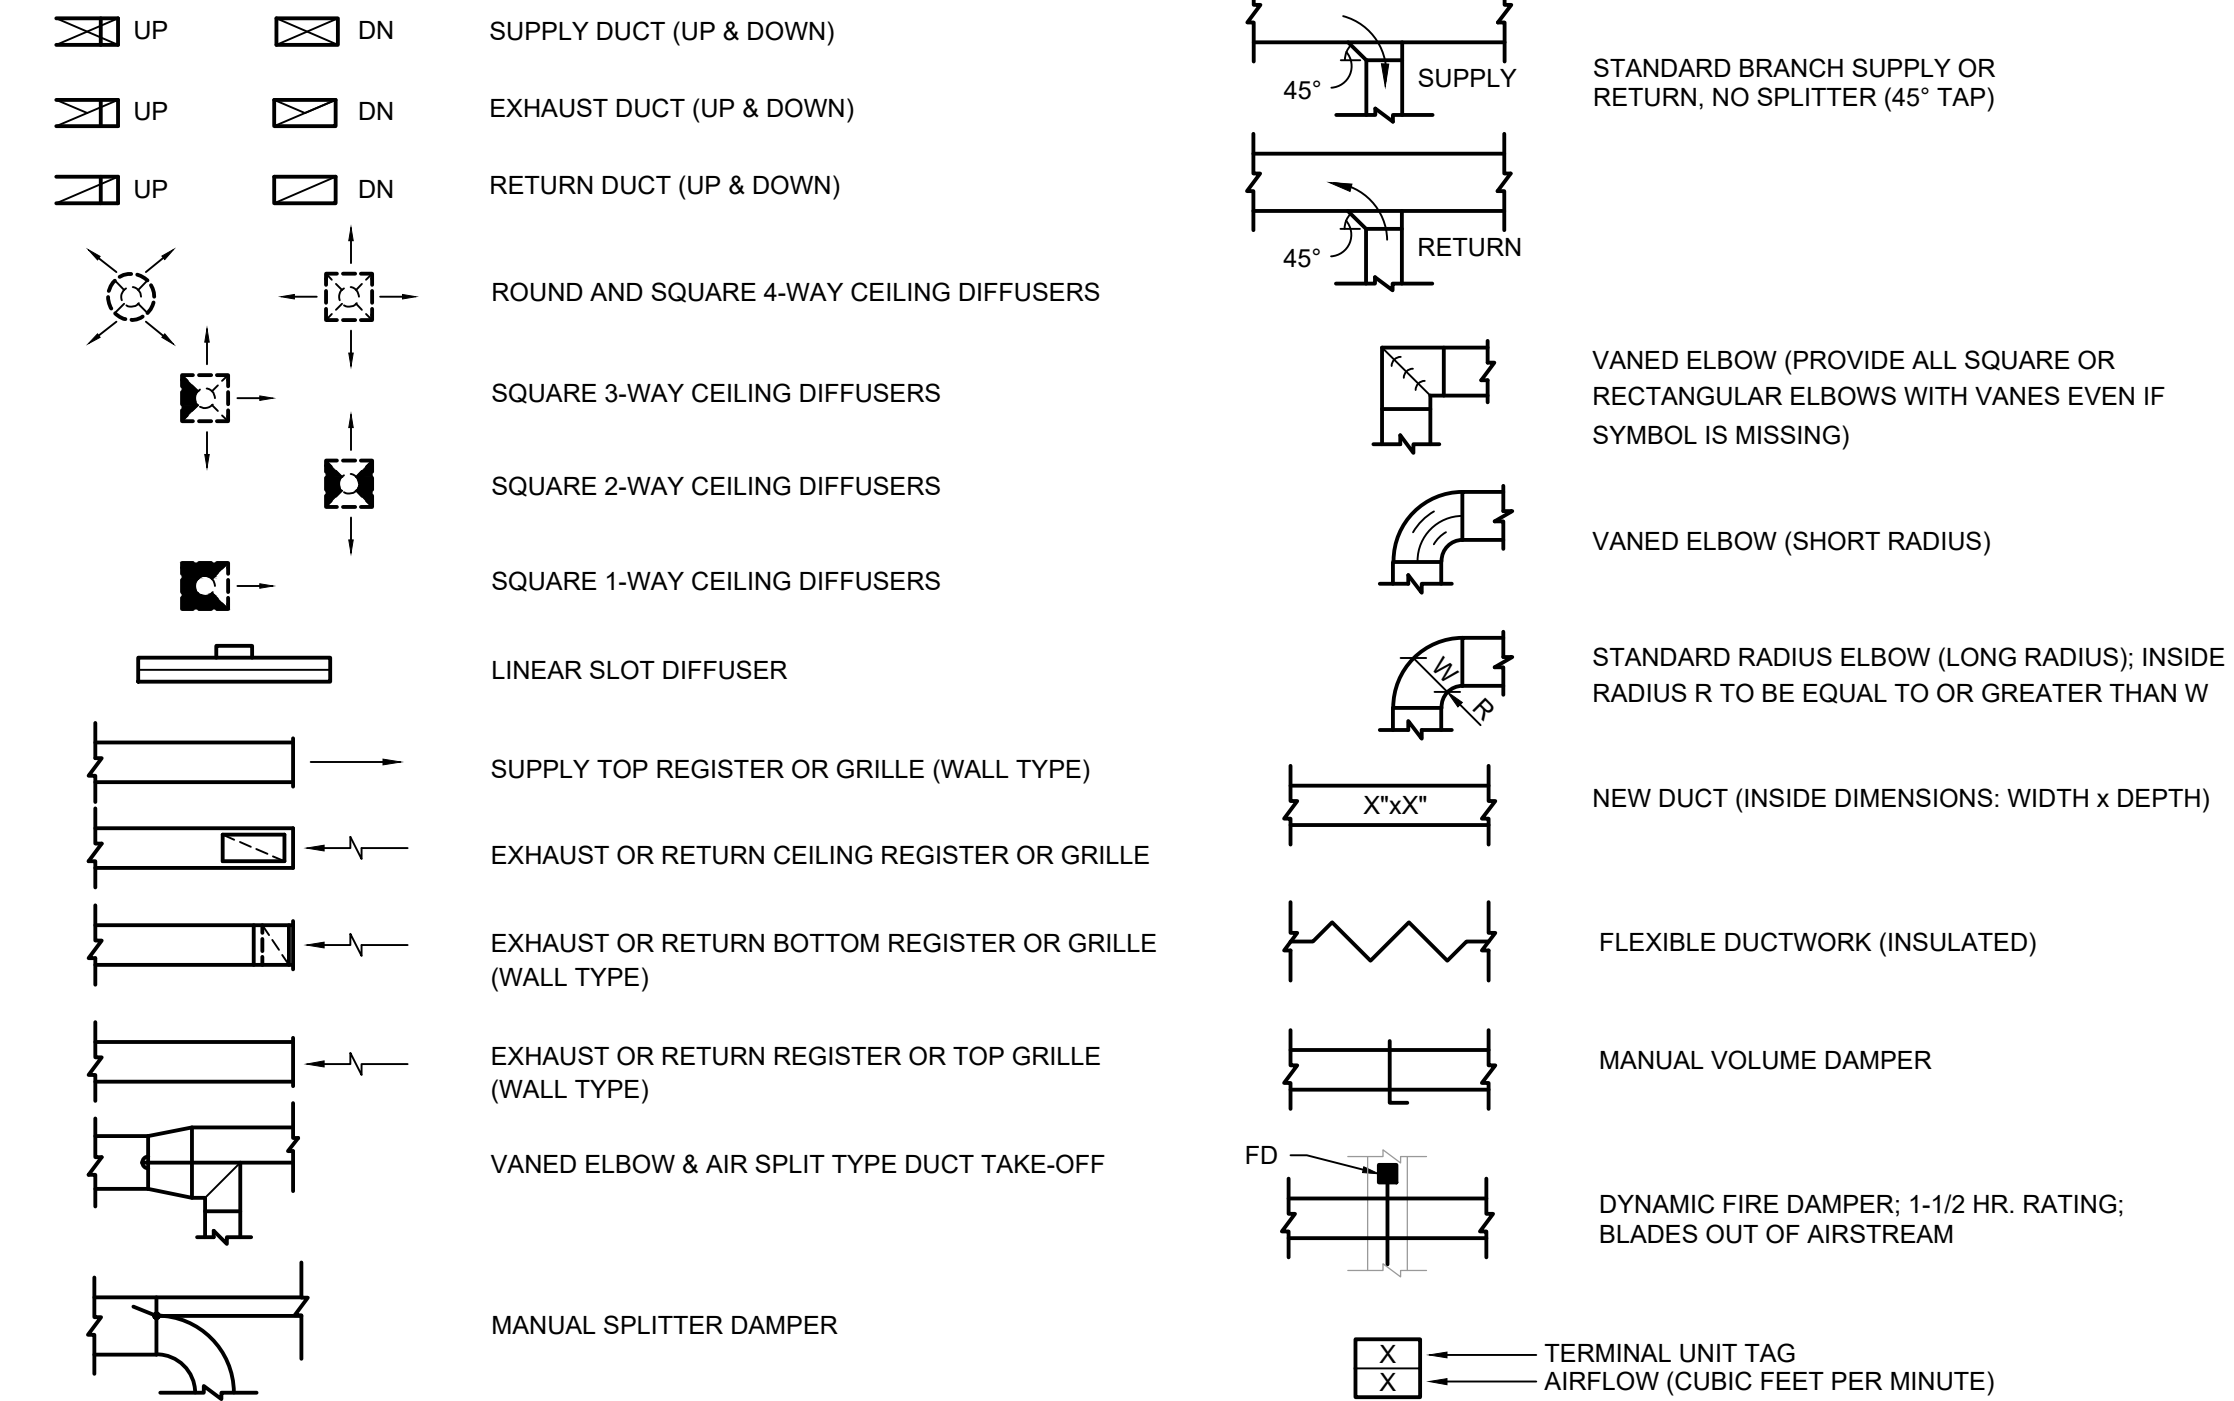 UP DN SUPPLY DUCT (UP & DOWN)
UP DN EXHAUST DUCT (UP & DOWN)
UP DN RETURN DUCT (UP & DOWN)
ROUND AND SQUARE 4-WAY CEILING DIFFUSERS
SQUARE 3-WAY CEILING DIFFUSERS
SQUARE 2-WAY CEILING DIFFUSERS
SQUARE 1-WAY CEILING DIFFUSERS
LINEAR SLOT DIFFUSER
SUPPLY TOP REGISTER OR GRILLE (WALL TYPE)
EXHAUST OR RETURN CEILING REGISTER OR GRILLE
EXHAUST OR RETURN BOTTOM REGISTER OR GRILLE
(WALL TYPE)
EXHAUST OR RETURN REGISTER OR TOP GRILLE
(WALL TYPE)
VANED ELBOW & AIR SPLIT TYPE DUCT TAKE-OFF
MANUAL SPLITTER DAMPER
45° SUPPLY
STANDARD BRANCH SUPPLY OR
RETURN, NO SPLITTER (45° TAP)
45° RETURN
VANED ELBOW (PROVIDE ALL SQUARE OR
RECTANGULAR ELBOWS WITH VANES EVEN IF
SYMBOL IS MISSING)
VANED ELBOW (SHORT RADIUS)
W
R
STANDARD RADIUS ELBOW (LONG RADIUS); INSIDE
RADIUS R TO BE EQUAL TO OR GREATER THAN W
X"xX" NEW DUCT (INSIDE DIMENSIONS: WIDTH x DEPTH)
FLEXIBLE DUCTWORK (INSULATED)
MANUAL VOLUME DAMPER
FD
DYNAMIC FIRE DAMPER; 1-1/2 HR. RATING;
BLADES OUT OF AIRSTREAM
X TERMINAL UNIT TAG
X AIRFLOW (CUBIC FEET PER MINUTE)